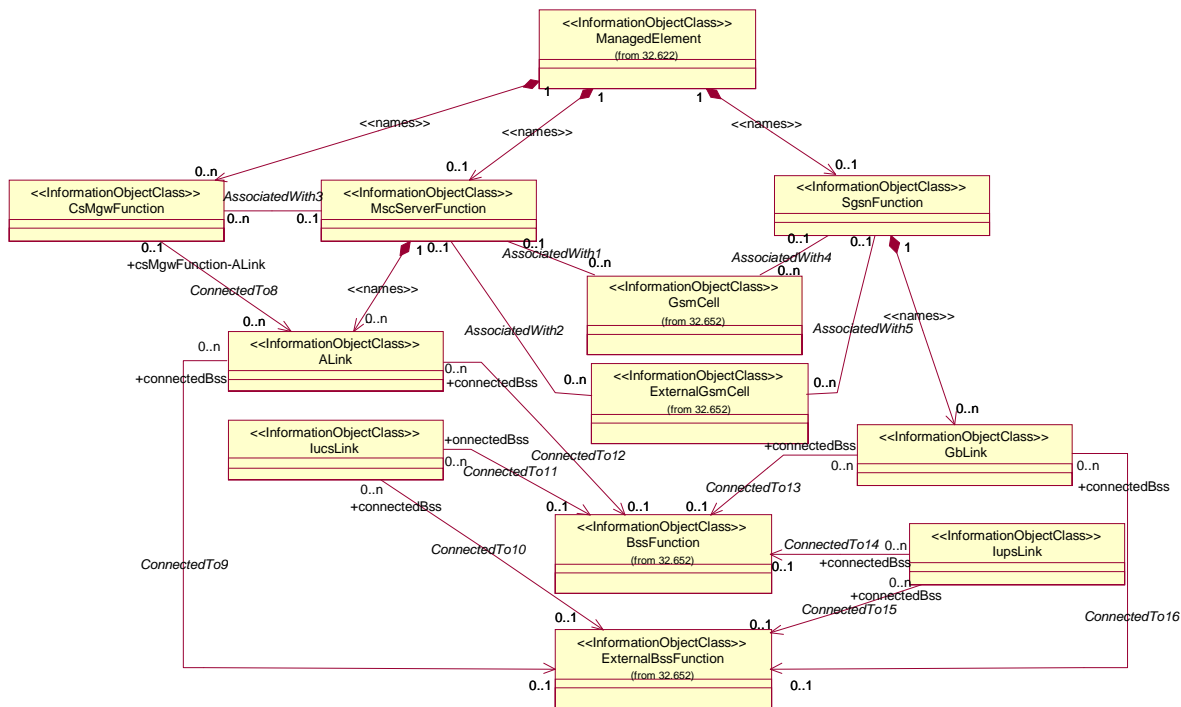 <<InformationObjectClass>>
ManagedElement
(from 32.622)
1
1
1
<<names>>
<<names>>
<<names>>
0..n
0..1
0..1
<<InformationObjectClass>>
CsMgwFunction
AssociatedWith3
0..n
0..1
<<InformationObjectClass>>
MscServerFunction
<<InformationObjectClass>>
SgsnFunction
0..1
+csMgwFunction-ALink
ConnectedTo8
0..n
1
<<names>>
0..n
0..1
0..1
AssociatedWith1
0..n
0..1
AssociatedWith4
0..n
0..1
1
<<InformationObjectClass>>
GsmCell
(from 32.652)
AssociatedWith2
0..n
AssociatedWith5
0..n
<<names>>
0..n
<<InformationObjectClass>>
ALink
0..n
+connectedBss
0..n
+connectedBss
<<InformationObjectClass>>
ExternalGsmCell
(from 32.652)
<<InformationObjectClass>>
IucsLink
+onnectedBss
0..n
ConnectedTo11
ConnectedTo12
0..n
+connectedBss
<<InformationObjectClass>>
GbLink
+connectedBss
0..n
ConnectedTo13
0..n
+connectedBss
0..1
0..1
0..1
<<InformationObjectClass>>
BssFunction
(from 32.652)
ConnectedTo14
0..n
+connectedBss
0..1
<<InformationObjectClass>>
IupsLink
0..n
+connectedBss
ConnectedTo15
ConnectedTo9
ConnectedTo10
ConnectedTo16
0..1
0..1
<<InformationObjectClass>>
ExternalBssFunction
(from 32.652)
0..1
0..1